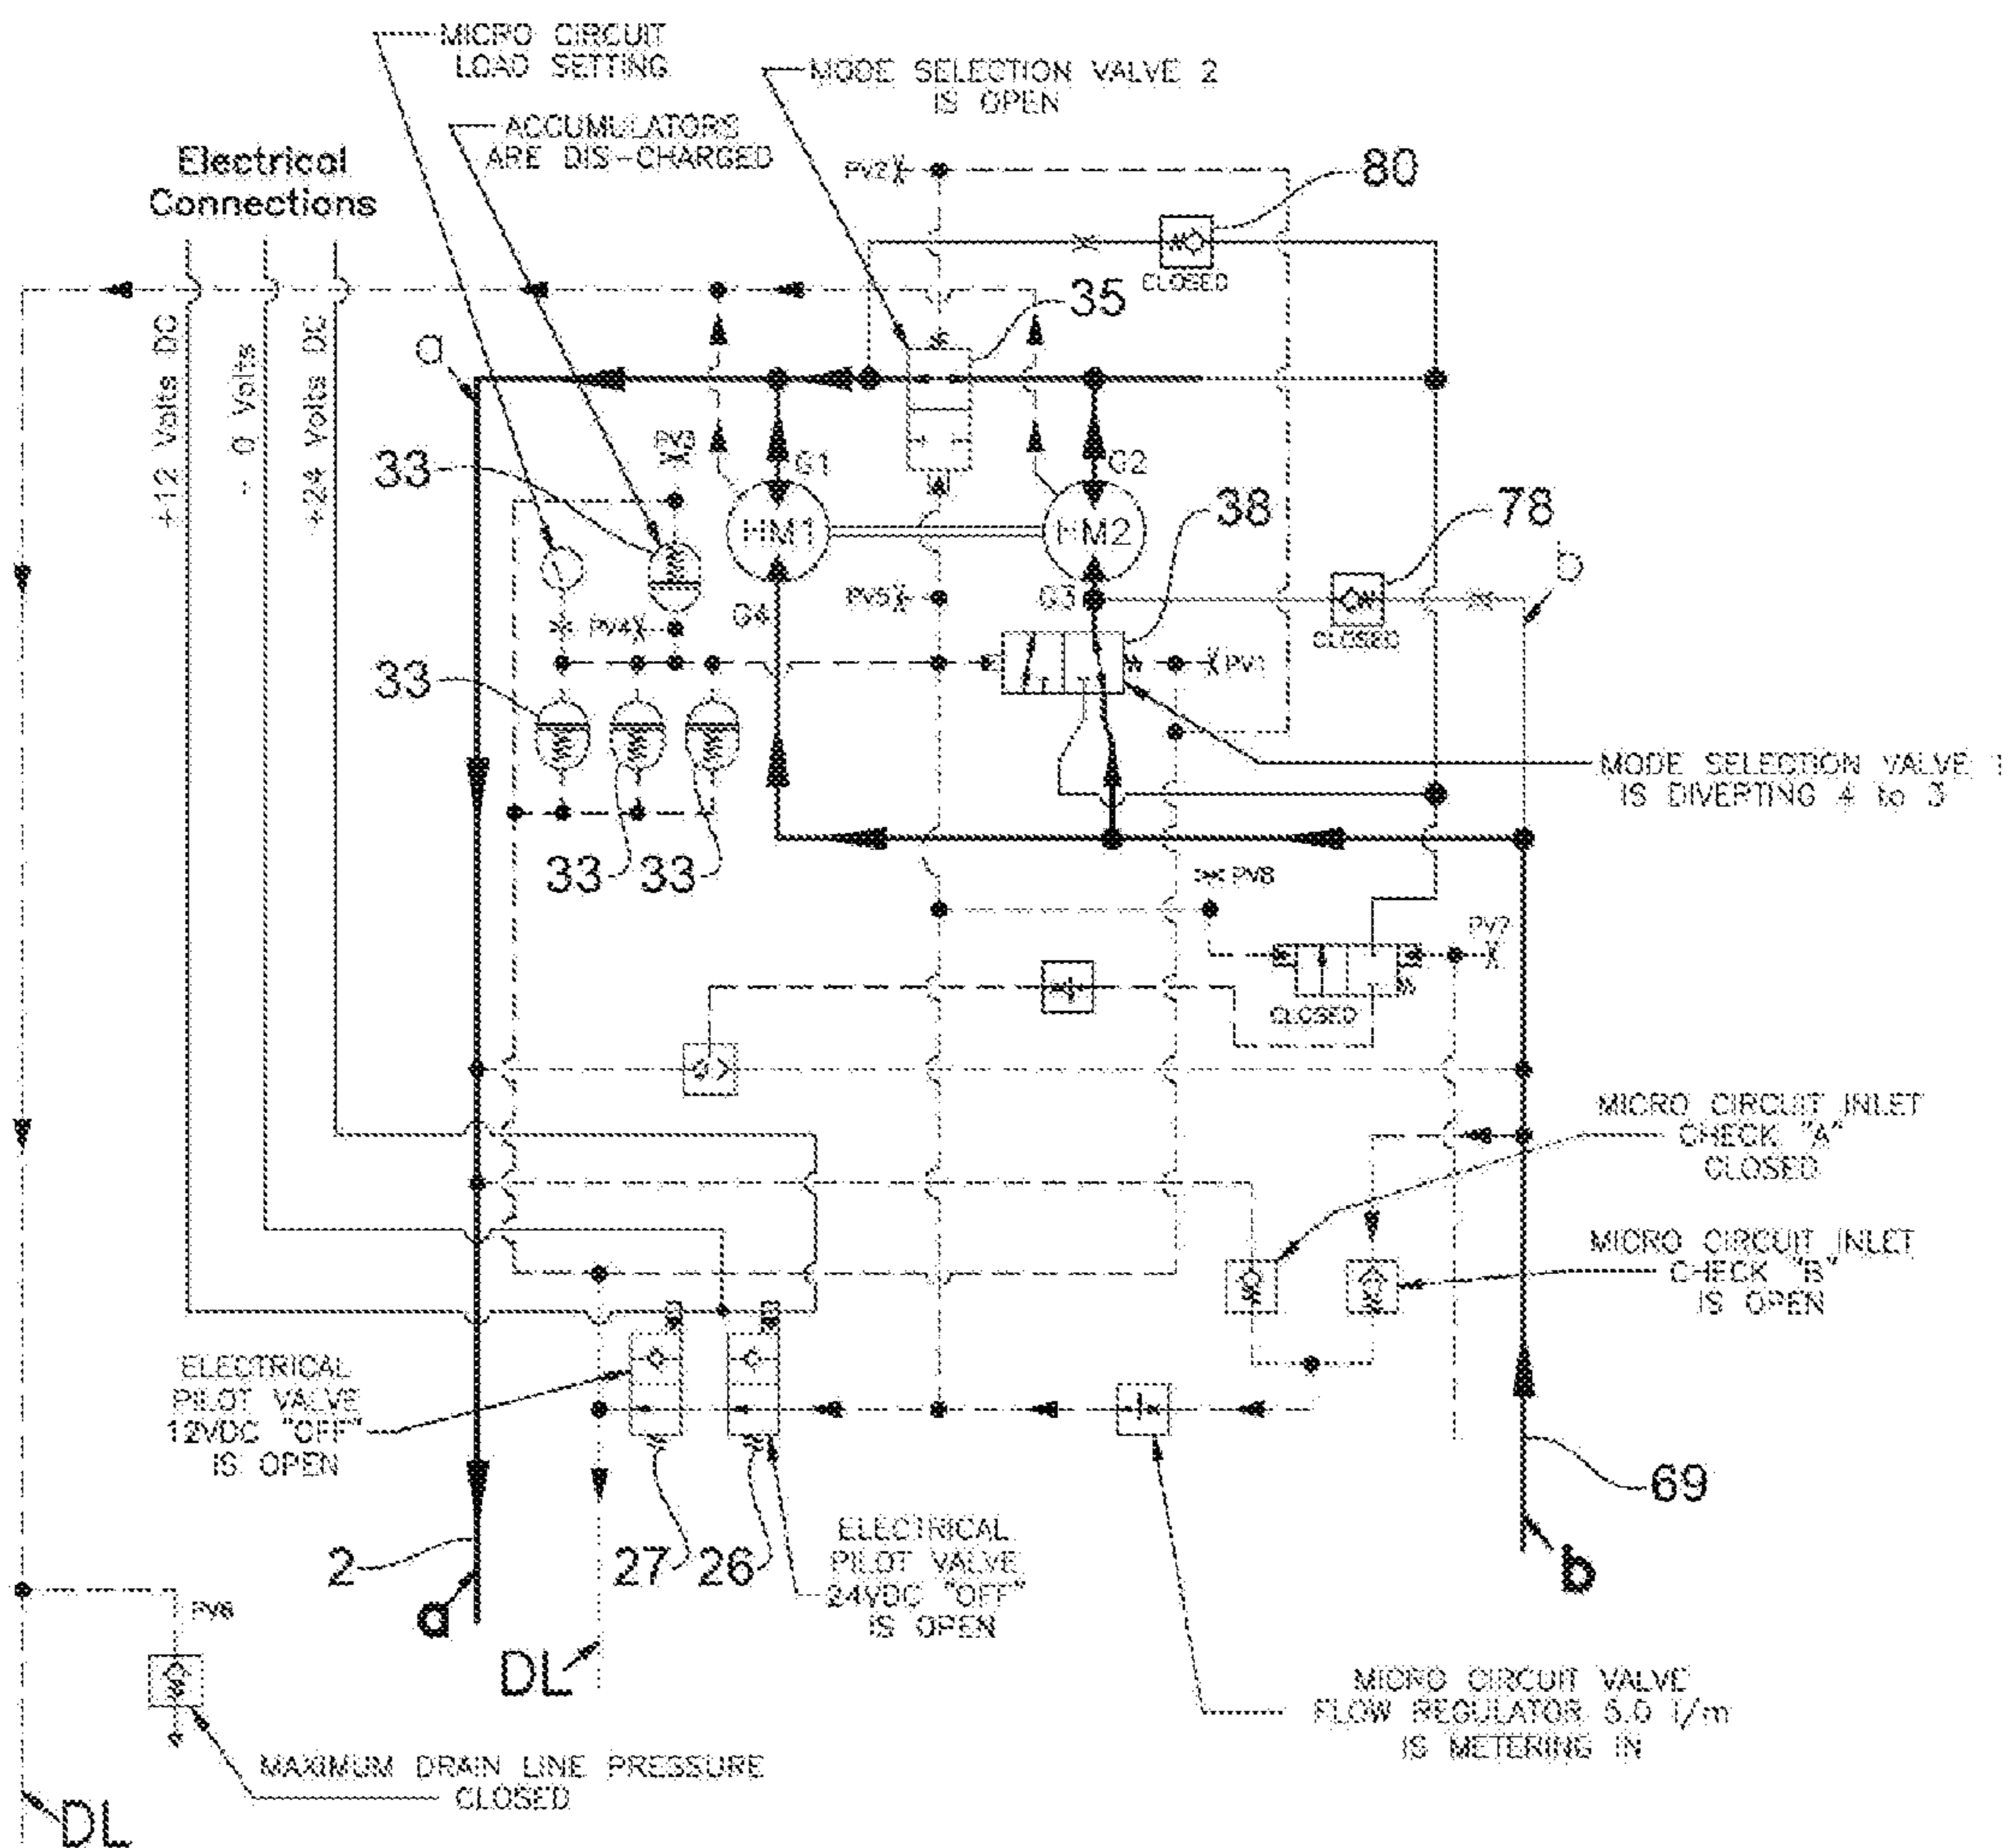 MICRO CIRCUIT
LOAD SETTING
MODE SELECTION VALVE 2
IS OPEN
ACCUMULATORS
ARE DIS-CHARGED
Electrical
Connections
PV2
80
CLOSED
35
+12 Volts DC
- 0 Volts
+24 Volts DC
a
PV3
33
G1
G2
HM1
HM2
38
78
b
PV5
G3
G4
PV4
CLOSED
33
PV1
MODE SELECTION VALVE 1
IS DIVERTING 4 to 3
33
33
PV8
PV7
CLOSED
MICRO CIRCUIT INLET
CHECK "A"
CLOSED
MICRO CIRCUIT INLET
CHECK "B"
IS OPEN
ELECTRICAL
PILOT VALVE
12VDC "OFF"
IS OPEN
69
2
27
26
ELECTRICAL
PILOT VALVE
24VDC "OFF"
IS OPEN
b
PV6
a
DL
MICRO CIRCUIT VALVE
FLOW REGULATOR 5.0 l/m
IS METERING IN
MAXIMUM DRAIN LINE PRESSURE
CLOSED
DL